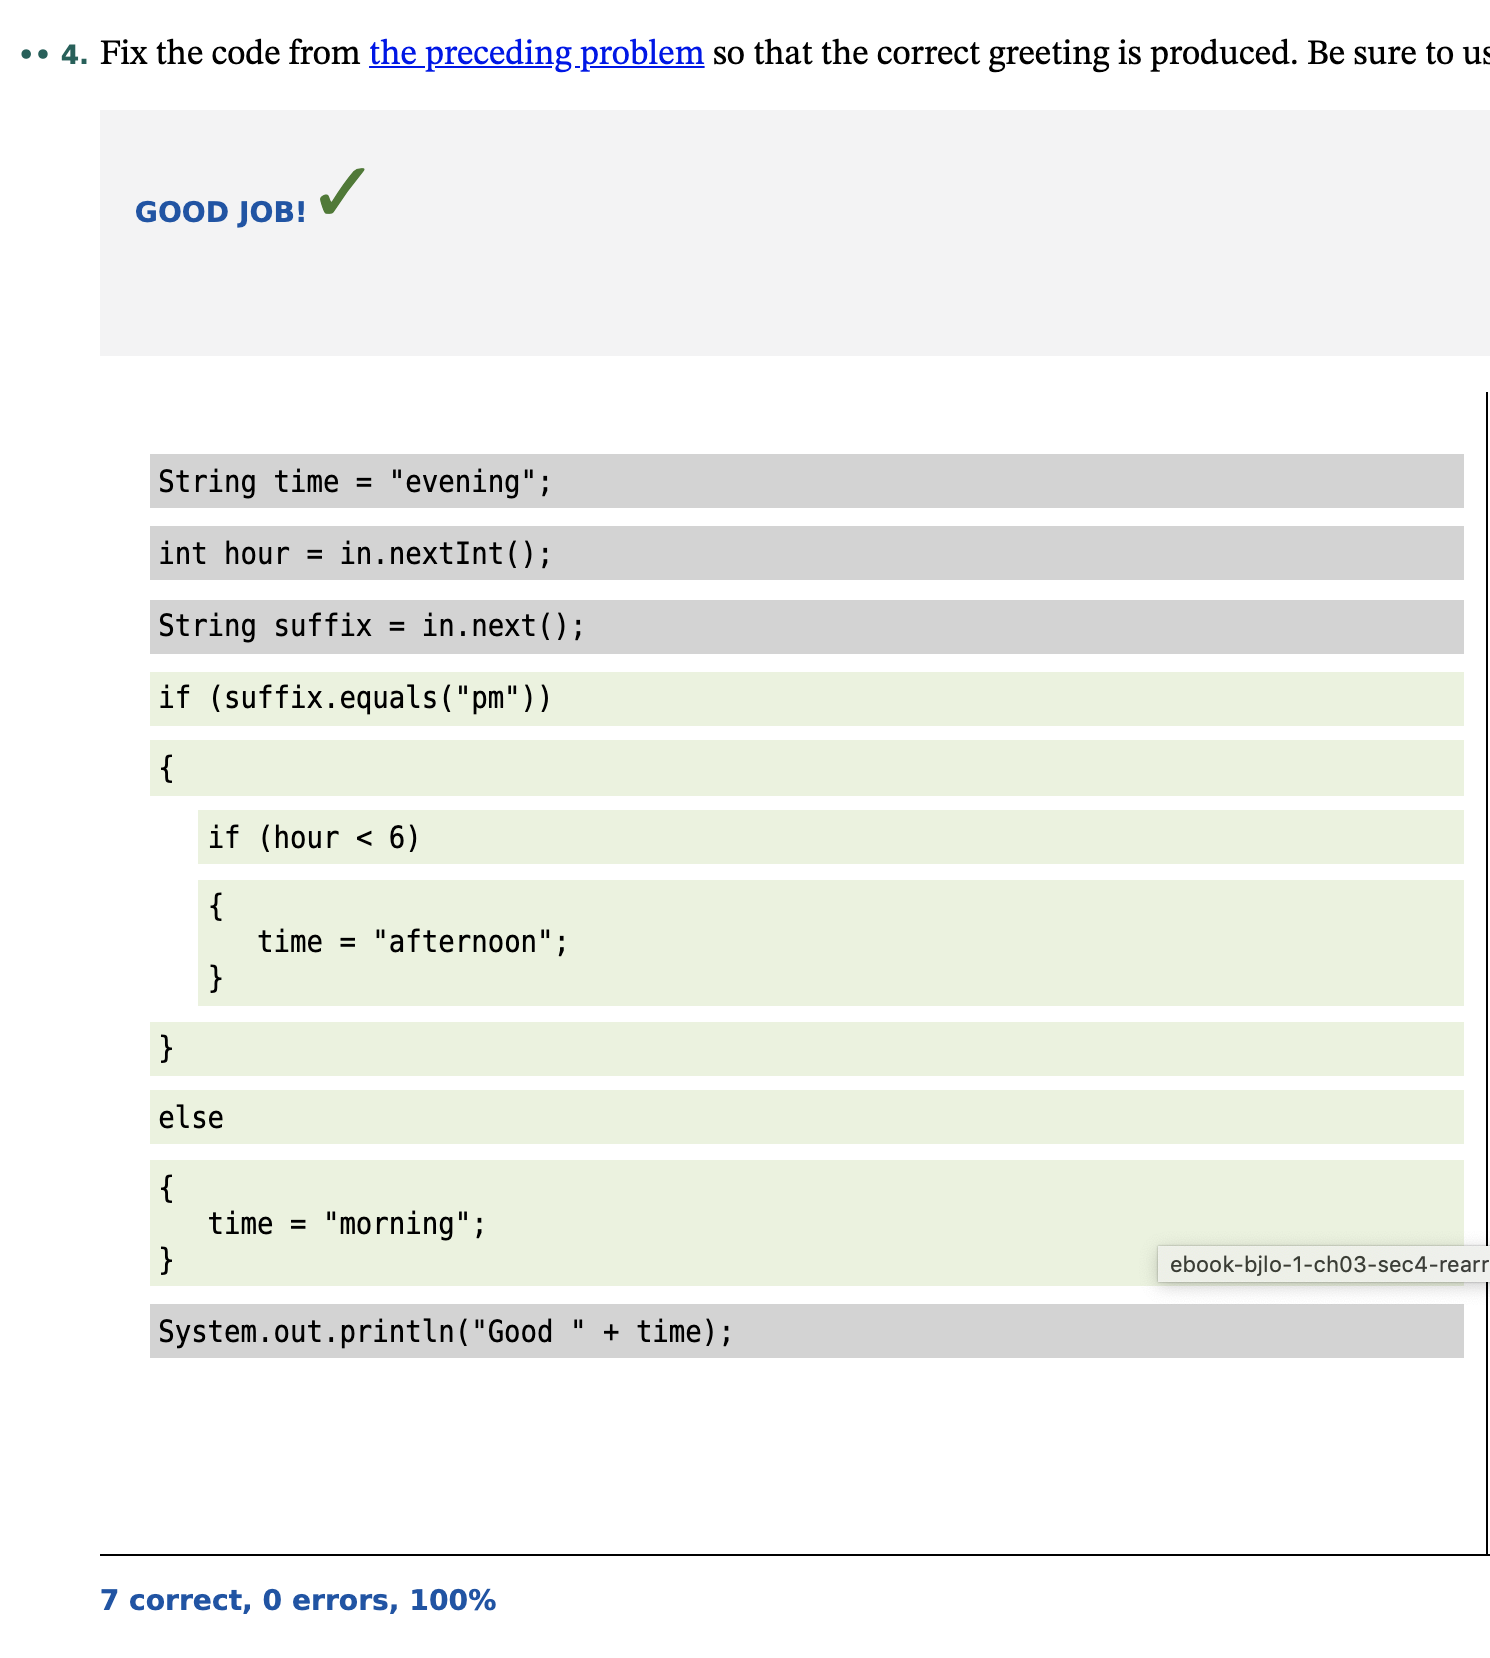 •• 4. Fix the code from the preceding problem so that the correct greeting is produced. Be sure to
GOOD JOB! ✓
String time = "evening";
int hour = in.nextInt();
String suffix = in.next();
if (suffix.equals("pm"))
{
if (hour < 6)
{
time = "afternoon";
}
}
else
{
time = "morning";
}
ebook-bjlo-1-ch03-sec4-rearr
System.out.println("Good " + time);
7 correct, 0 errors, 100%